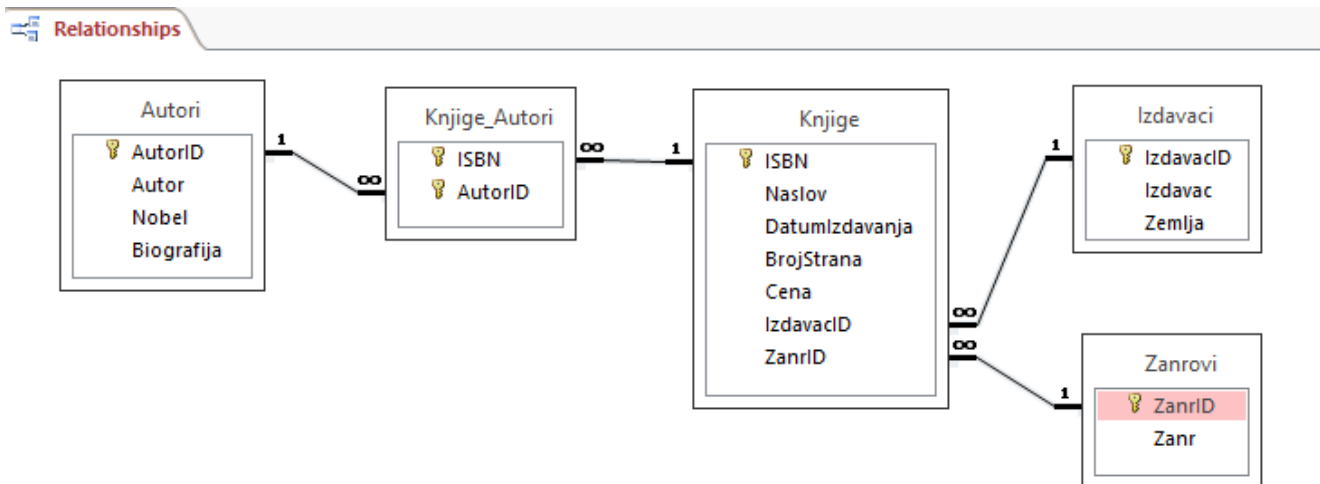 Relationships
Autori
AutorID
Autor
Nobel
Biografija
1
∞
Knjige_Autori
ISBN
AutorID
∞
1
Knjige
ISBN
Naslov
DatumIzdavanja
BrojStrana
Cena
IzdavacID
ZanrID
∞
∞
1
1
Izdavaci
IzdavacID
Izdavac
Zemlja
Zanrovi
ZanrID
Zanr